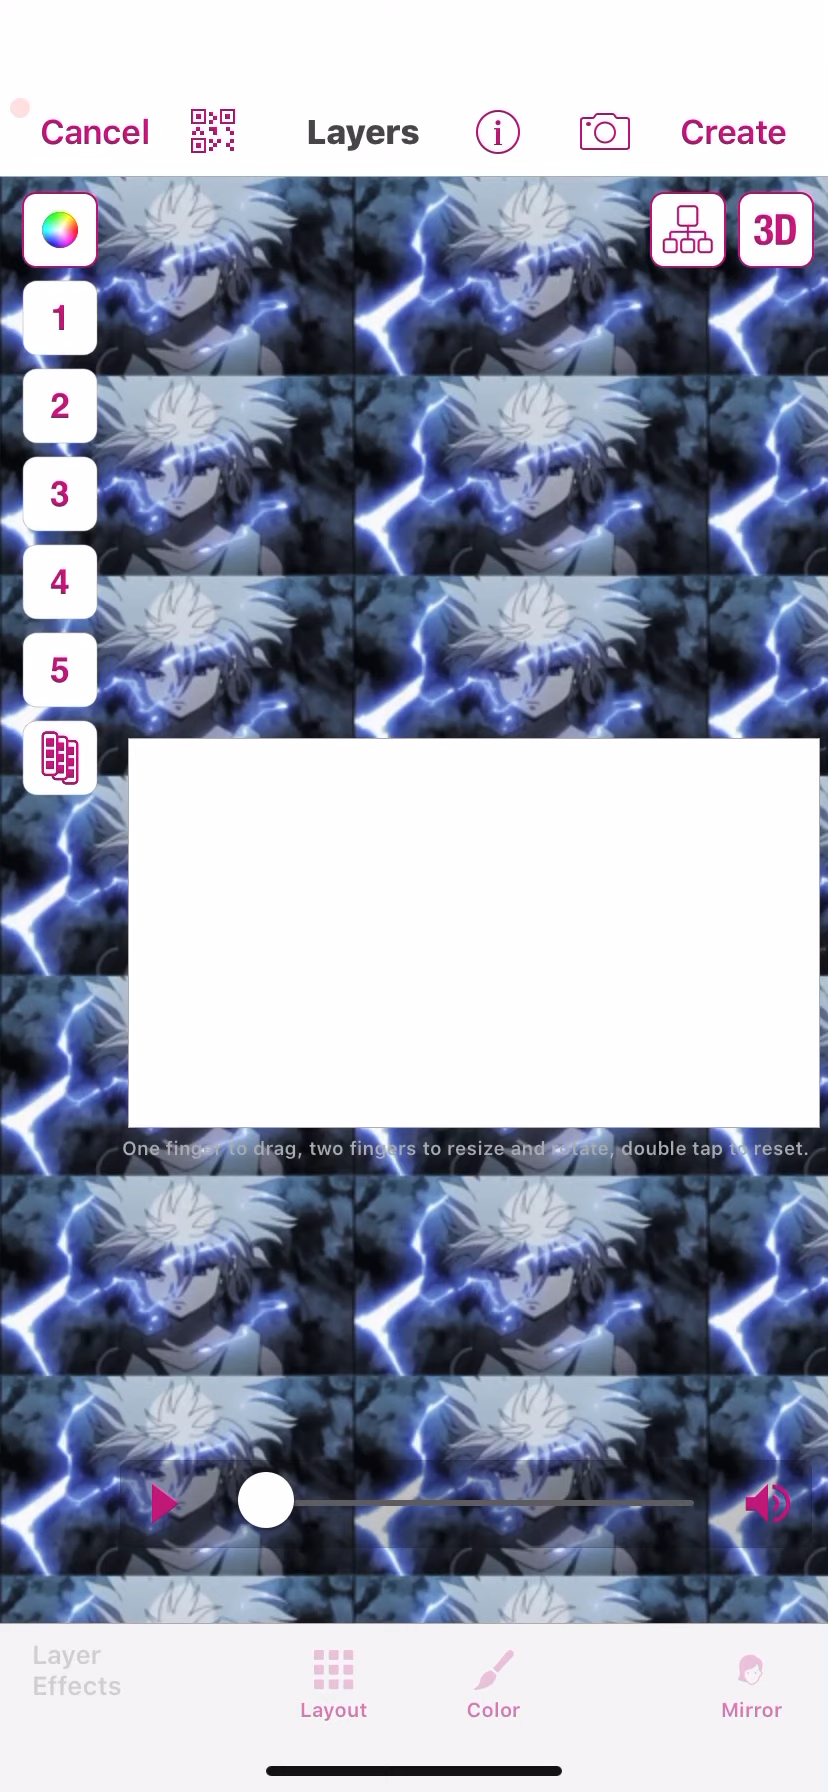 Cancel
Layers
i
Create
3D
1
2
3
4
5
One finger to drag, two fingers to resize and rotate, double tap to reset.
Layer
Effects
Layout
Color
Mirror